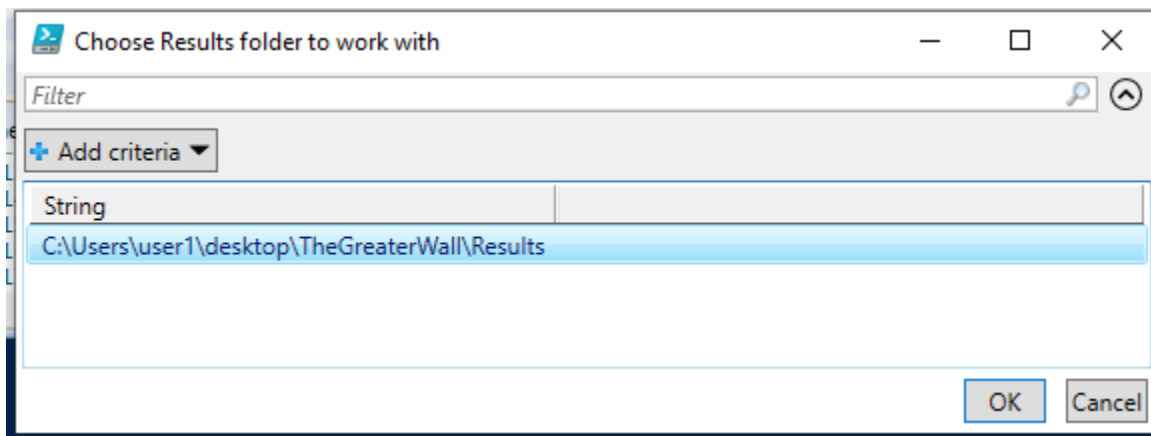 Choose Results folder to work with
Filter
Add criteria
String
C:\Users\user1\desktop\TheGreaterWall\Results
OK Cancel